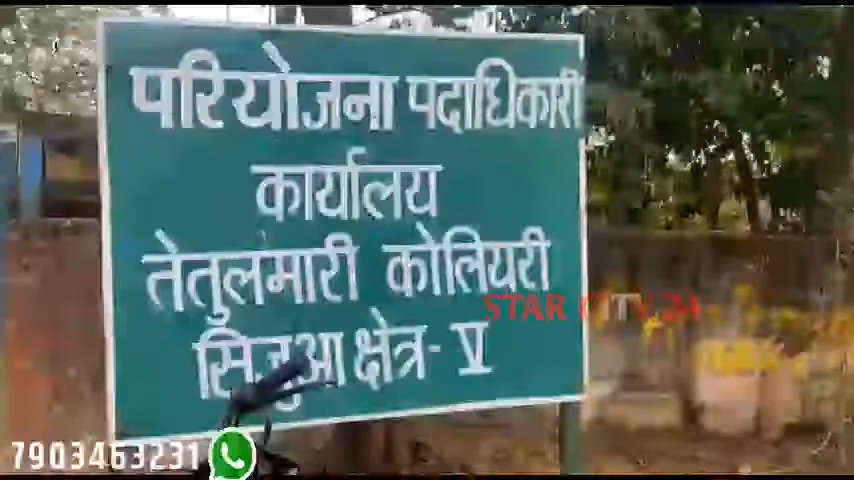 परियोजना पदाधिकारी
कार्यालय
तेतुलमारी कोलियरी
सिजुआ क्षेत्र- V
STAR CITY 24
7903463231